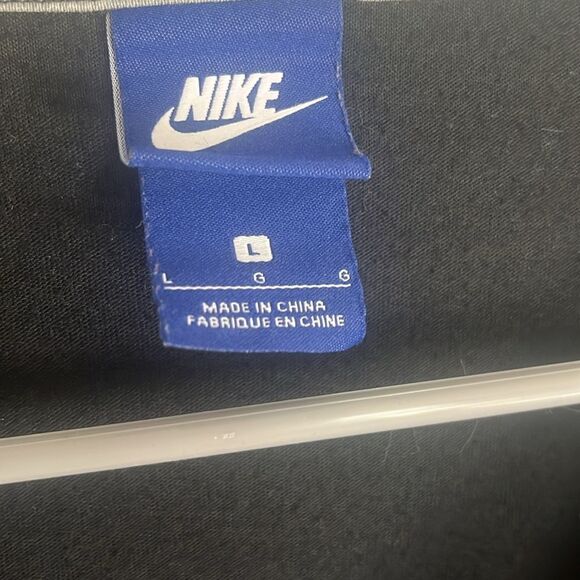 NIKE
L
L G G
MADE IN CHINA
FABRIQUE EN CHINE